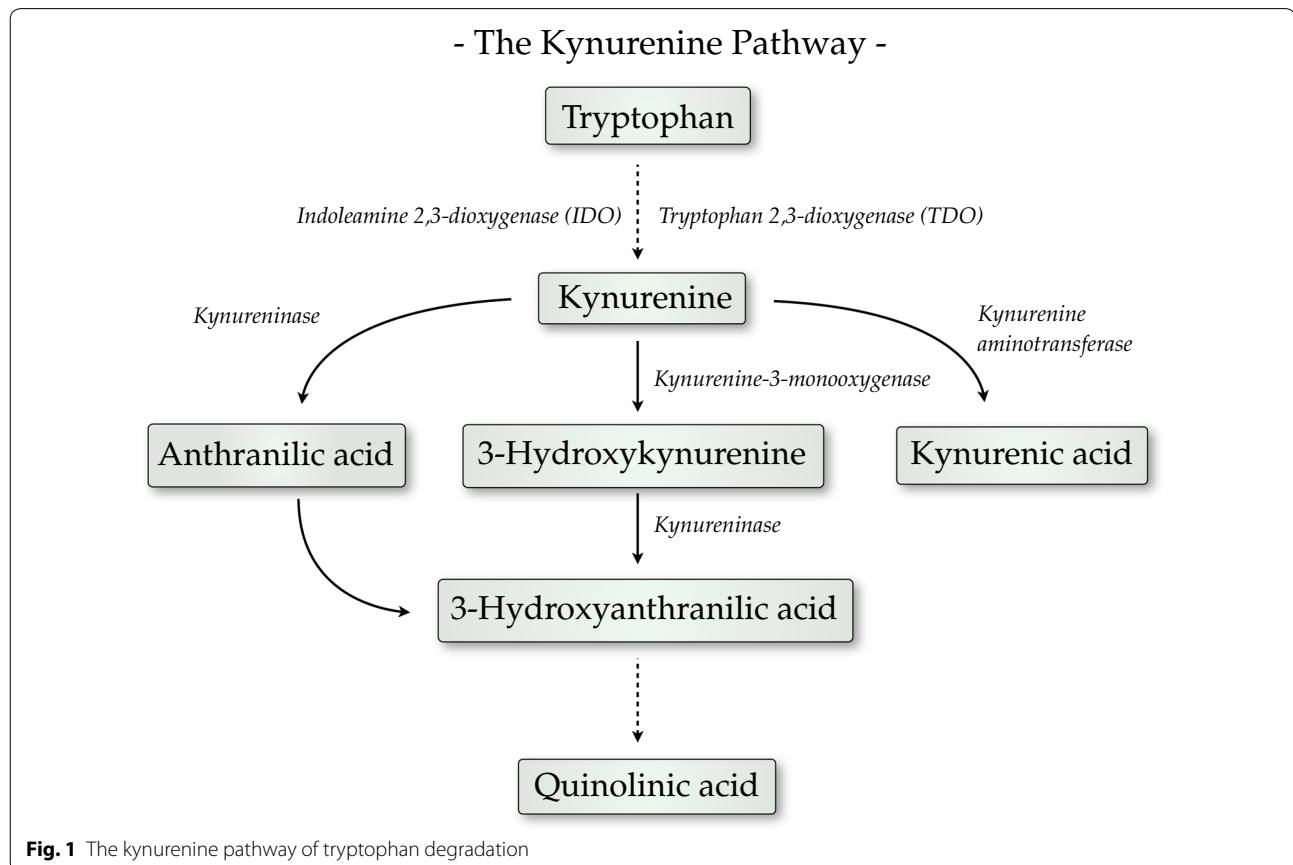 - The Kynurenine Pathway -
Tryptophan
Indoleamine 2,3-dioxygenase (IDO)
Tryptophan 2,3-dioxygenase (TDO)
Kynurenine
Kynureninase
Kynurenine
aminotransferase
Kynurenine-3-monooxygenase
Anthranilic acid
3-Hydroxykynurenine
Kynurenic acid
Kynureninase
3-Hydroxyanthranilic acid
Quinolinic acid
Fig. 1 The kynurenine pathway of tryptophan degradation